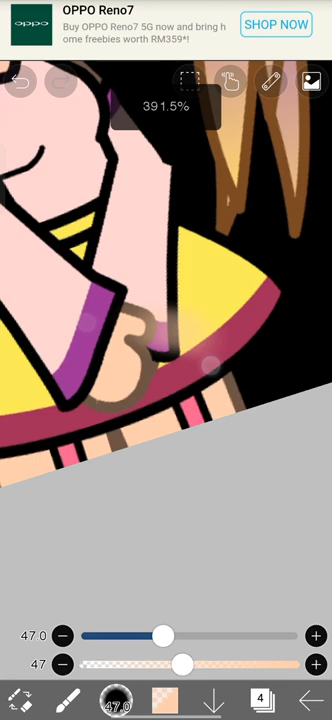 oppo
OPPO Reno7
Buy OPPO Reno7 5G now and bring h
ome freebies worth RM359*!
SHOP NOW
391.5%
47.0
47
47.0
4